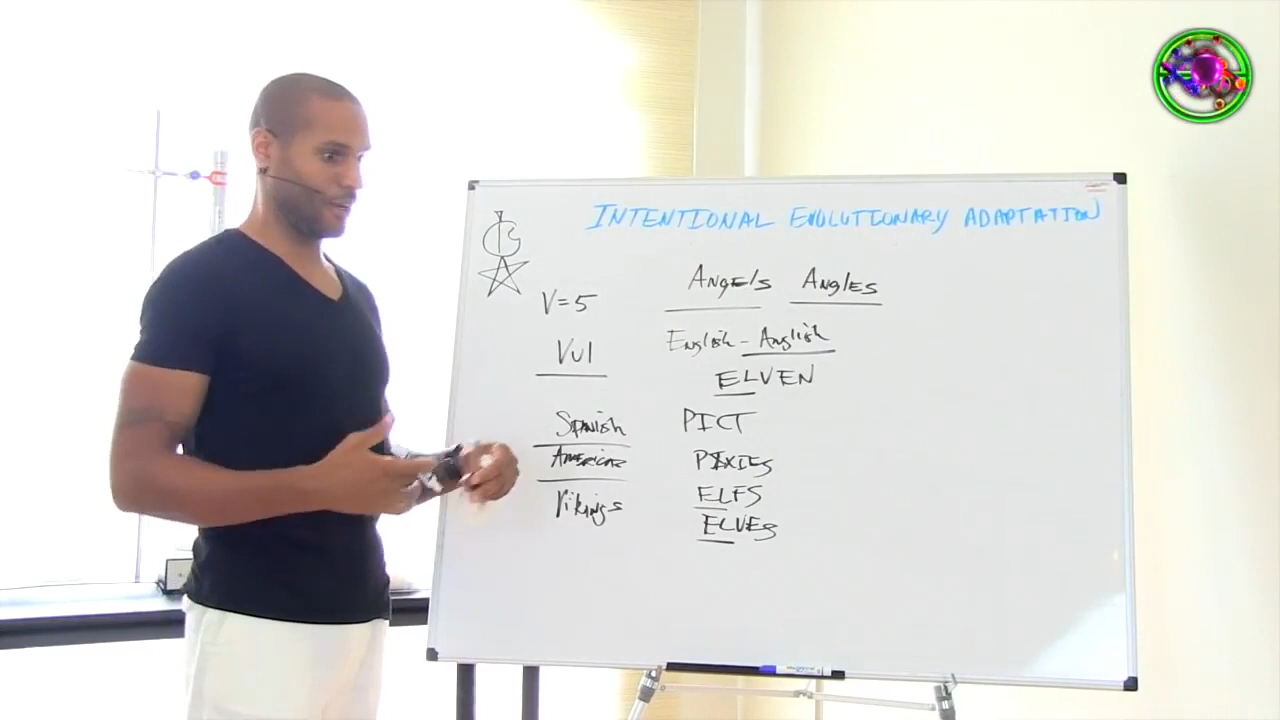 INTENTIONAL EVOLUTIONARY ADAPTATION
ANGELS ANGLES
V=5
English - Anglish
Vul
ELVEN
Spanish PICT
American PIXIES
Vikings ELFS
ELVES